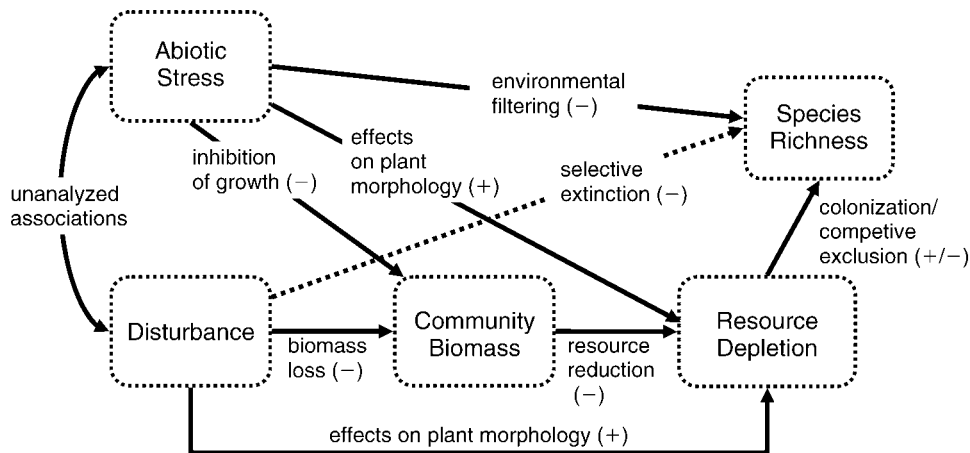 Abiotic
Stress
environmental
filtering (−)
Species
Richness
effects
on plant
morphology (+)
inhibition
of growth (−)
selective
extinction (−)
unanalyzed
associations
colonization/
competive
exclusion (+/−)
Disturbance
biomass
loss (−)
Community
Biomass
resource
reduction
(−)
Resource
Depletion
effects on plant morphology (+)